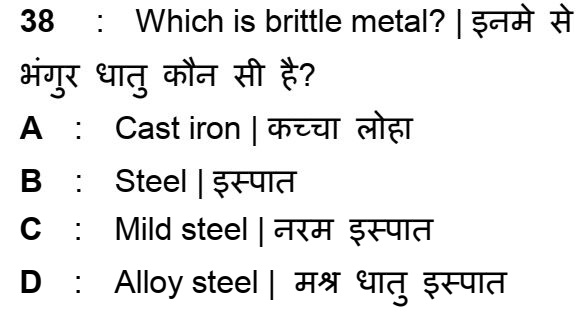 38 : Which is brittle metal? | इनमे से
भंगुर धातु कौन सी है?
A : Cast iron | कच्चा लोहा
B : Steel | इस्पात
C : Mild steel | नरम इस्पात
D : Alloy steel | मश्र धातु इस्पात